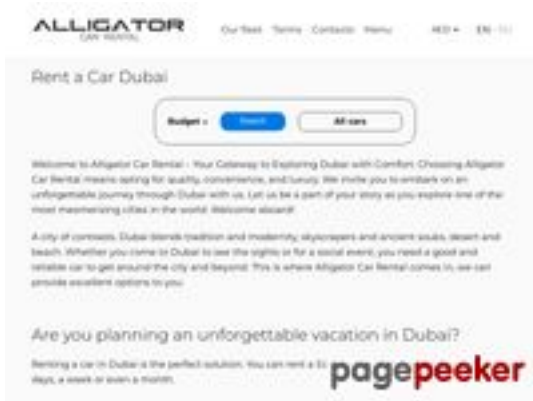 ALLIGATOR
CAR RENTAL
Our fleet Terms Contacts Menu AED EN RU
Rent a Car Dubai
Budget Search All cars
Welcome to Alligator Car Rental - Your Gateway to Exploring Dubai with Comfort. Choosing Alligator
Car Rental means opting for quality, convenience, and luxury. We invite you to embark on an
unforgettable journey through Dubai with us. Let us be a part of your story as you explore one of the
most mesmerizing cities in the world. Welcome aboard!
A city of contrasts, Dubai blends tradition and modernity, skyscrapers and ancient souks, desert and
beach. Whether you come to Dubai to see the sights or for a social event, you need a good and
reliable car to get around the city and beyond. This is where Alligator Car Rental comes in, we can
provide excellent options to you.
Are you planning an unforgettable vacation in Dubai?
Renting a car in Dubai is the perfect solution. You can rent a
days, a week or even a month.
pagepeeker